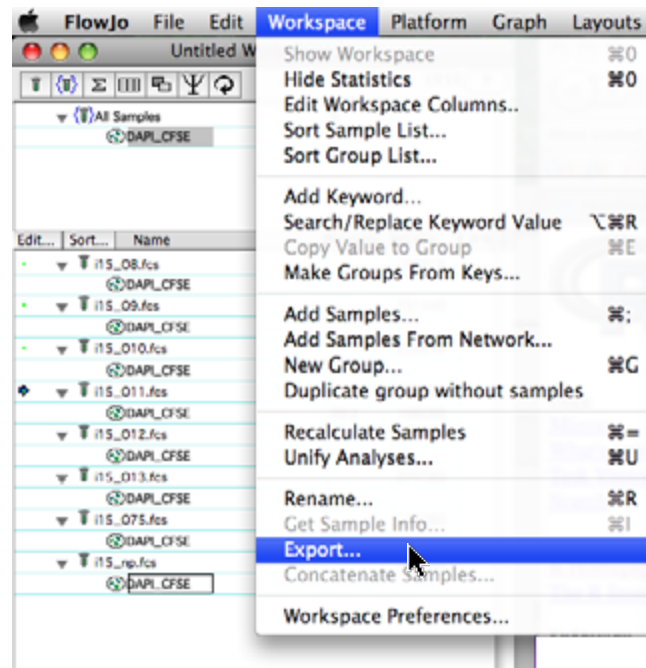 FlowJo File Edit Workspace Platform Graph Layouts
Untitled W
Show Workspace ⌘0
Hide Statistics ⌘0
Edit Workspace Columns..
Sort Sample List...
Sort Group List...
Add Keyword...
Search/Replace Keyword Value ⌥⌘R
Copy Value to Group ⌘E
Make Groups From Keys...
Add Samples... ⌘;
Add Samples From Network...
New Group... ⌘G
Duplicate group without samples
Recalculate Samples ⌘=
Unify Analyses... ⌘U
Rename... ⌘R
Get Sample Info... ⌘I
Export...
Concatenate Samples...
Workspace Preferences...
{T} Σ Ψ
{T}All Samples
DAPI_CFSE
Edit... Sort... Name
i15_08.fcs
DAPI_CFSE
i15_09.fcs
DAPI_CFSE
i15_010.fcs
DAPI_CFSE
i15_011.fcs
DAPI_CFSE
i15_012.fcs
DAPI_CFSE
i15_013.fcs
DAPI_CFSE
i15_075.fcs
DAPI_CFSE
i15_np.fcs
DAPI_CFSE